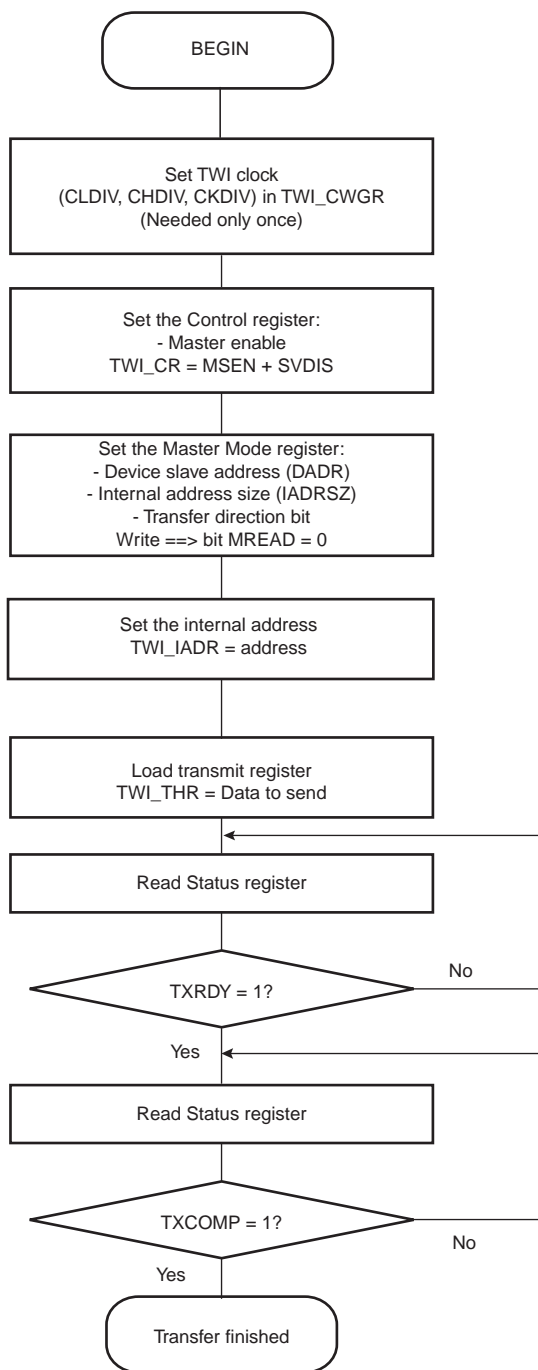 BEGIN
Set TWI clock
(CLDIV, CHDIV, CKDIV) in TWI_CWGR
(Needed only once)
Set the Control register:
- Master enable
TWI_CR = MSEN + SVDIS
Set the Master Mode register:
- Device slave address (DADR)
- Internal address size (IADRSZ)
- Transfer direction bit
Write ==> bit MREAD = 0
Set the internal address
TWI_IADR = address
Load transmit register
TWI_THR = Data to send
Read Status register
TXRDY = 1?
No
Yes
Read Status register
TXCOMP = 1?
No
Yes
Transfer finished